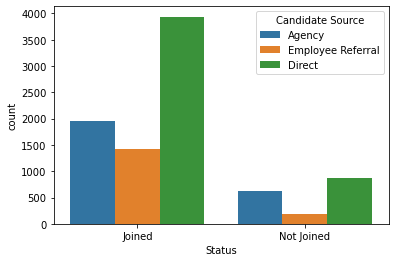 Candidate Source
Agency
Employee Referral
Direct
4000
3500
3000
2500
2000
1500
1000
500
0
count
Joined
Not Joined
Status